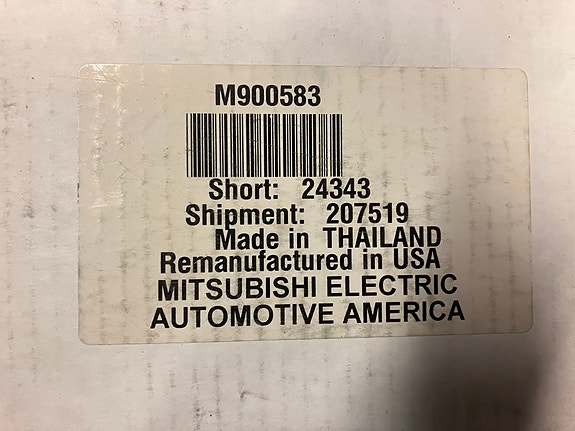 M900583
Short: 24343
Shipment: 207519
Made in THAILAND
Remanufactured in USA
MITSUBISHI ELECTRIC
AUTOMOTIVE AMERICA